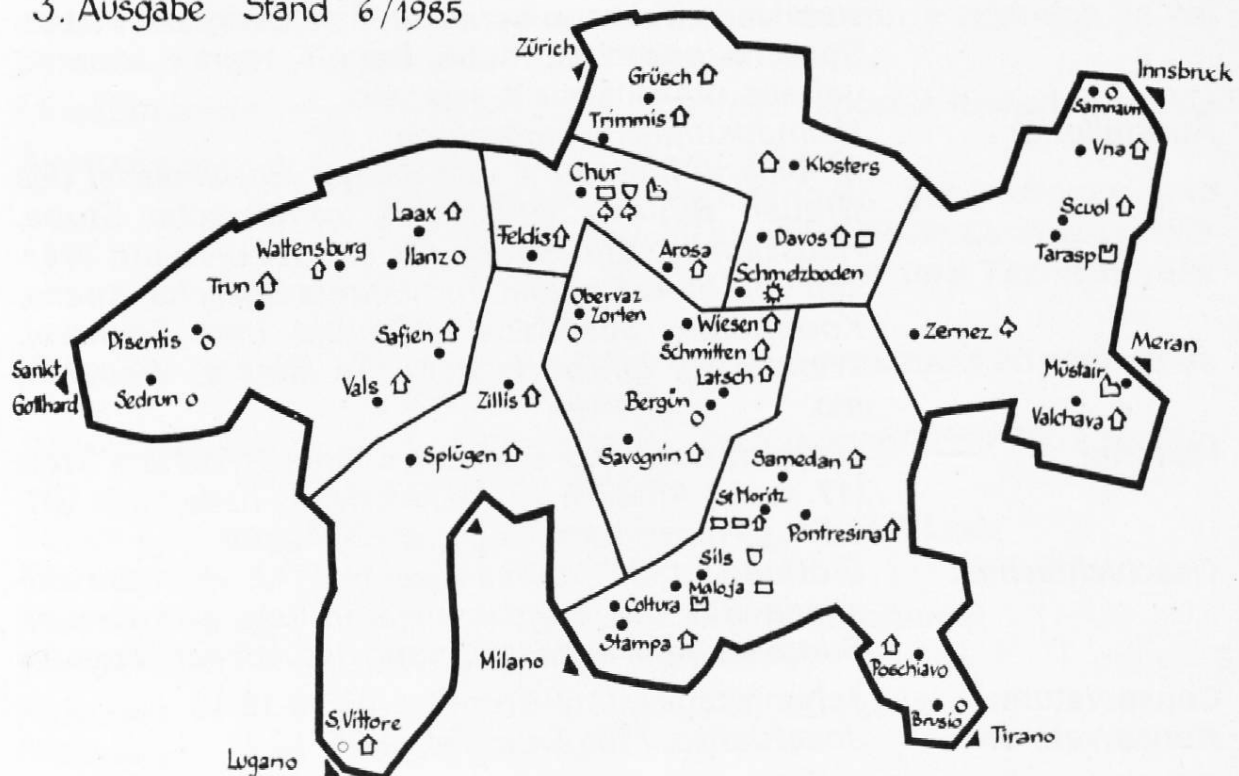 3. Ausgabe Stand 6/1985
Zürich
Grüsch
Innsbruck
Samnaun
Trimmis
Vna
Klosters
Chur
Scuol
Laax
Feldis
Davos
Tarasp
Waltensburg
Ilanz
Arosa
Schmelzboden
Trun
Obervaz
Zorten
Wiesen
Zernez
Disentis
Safien
Schmitten
Meran
Sankt
Gotthard
Müstair
Sedrun
Vals
Zillis
Latsch
Bergün
Valchava
Splügen
Savognin
Samedan
St Moritz
Pontresina
Sils
Maloja
Coltura
Stampa
Milano
Poschiavo
S. Vittore
Brusio
Tirano
Lugano